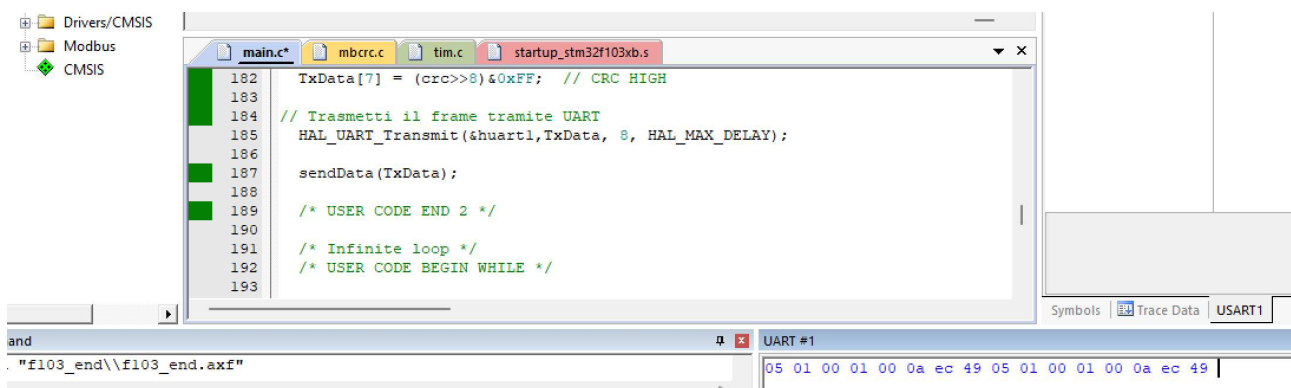 Drivers/CMSIS
Modbus
CMSIS
main.c* mbcrc.c tim.c startup_stm32f103xb.s
182 TxData[7] = (crc>>8)&0xFF; // CRC HIGH
183
184 // Trasmetti il frame tramite UART
185 HAL_UART_Transmit(&huart1,TxData, 8, HAL_MAX_DELAY);
186
187 sendData(TxData);
188
189 /* USER CODE END 2 */
190
191 /* Infinite loop */
192 /* USER CODE BEGIN WHILE */
193
Symbols Trace Data USART1
and UART #1
"f103_end\\f103_end.axf"
05 01 00 01 00 0a ec 49 05 01 00 01 00 0a ec 49